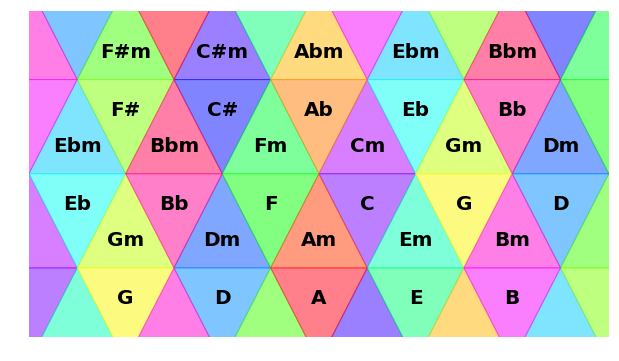 F#m C#m Abm Ebm Bbm
F# C# Ab Eb Bb
Ebm Bbm Fm Cm Gm Dm
Eb Bb F C G D
Gm Dm Am Em Bm
G D A E B